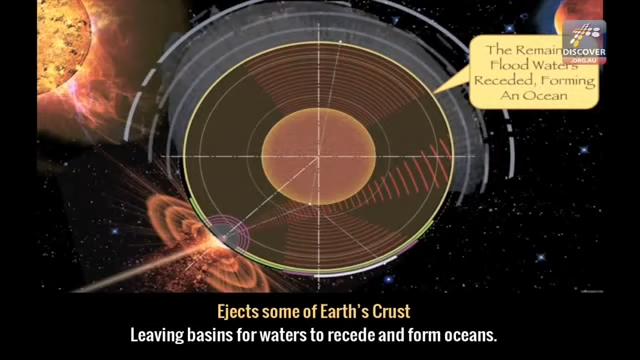 DISCOVER
.ORG.AU
The Remain
Flood Waters
Receded, Forming
An Ocean
Ejects some of Earth's Crust
Leaving basins for waters to recede and form oceans.